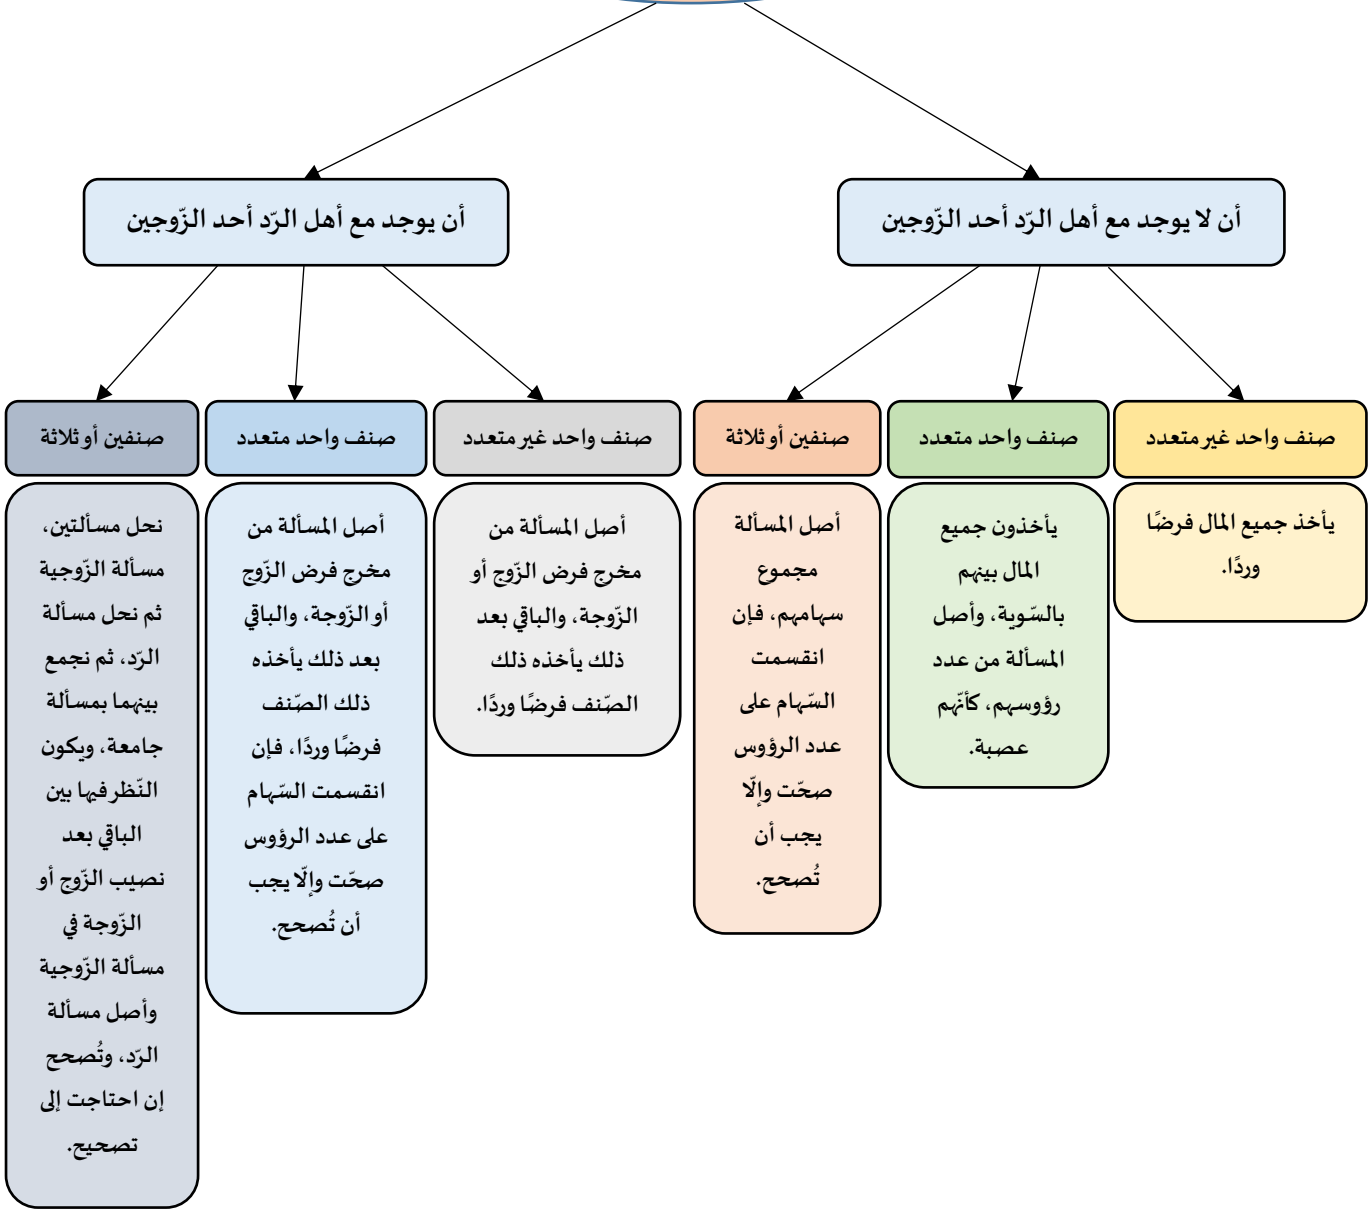 أن لا يوجد مع أهل الرّد أحد الزّوجين
صنف واحد غير متعدد
يأخذ جميع المال فرضًا
وردًا.
صنف واحد متعدد
يأخذون جميع
المال بينهم
بالسّوية، وأصل
المسألة من عدد
رؤوسهم، كأنّهم
عصبة.
صنفين أو ثلاثة
أصل المسألة
مجموع
سهامهم، فإن
انقسمت
السّهام على
عدد الرؤوس
صحّت وإلّا
يجب أن
تُصحح.
أن يوجد مع أهل الرّد أحد الزّوجين
صنف واحد غير متعدد
أصل المسألة من
مخرج فرض الزّوج أو
الزّوجة، والباقي بعد
ذلك يأخذه ذلك
الصّنف فرضًا وردًا.
صنف واحد متعدد
أصل المسألة من
مخرج فرض الزّوج
أو الزّوجة، والباقي
بعد ذلك يأخذه
ذلك الصّنف
فرضًا وردًا، فإن
انقسمت السّهام
على عدد الرؤوس
صحّت وإلّا يجب
أن تُصحح.
صنفين أو ثلاثة
نحل مسألتين،
مسألة الزّوجية
ثم نحل مسألة
الرّد، ثم نجمع
بينهما بمسألة
جامعة، ويكون
النّظر فيها بين
الباقي بعد
نصيب الزّوج أو
الزّوجة في
مسألة الزّوجية
وأصل مسألة
الرّد، وتُصحح
إن احتاجت إلى
تصحيح.